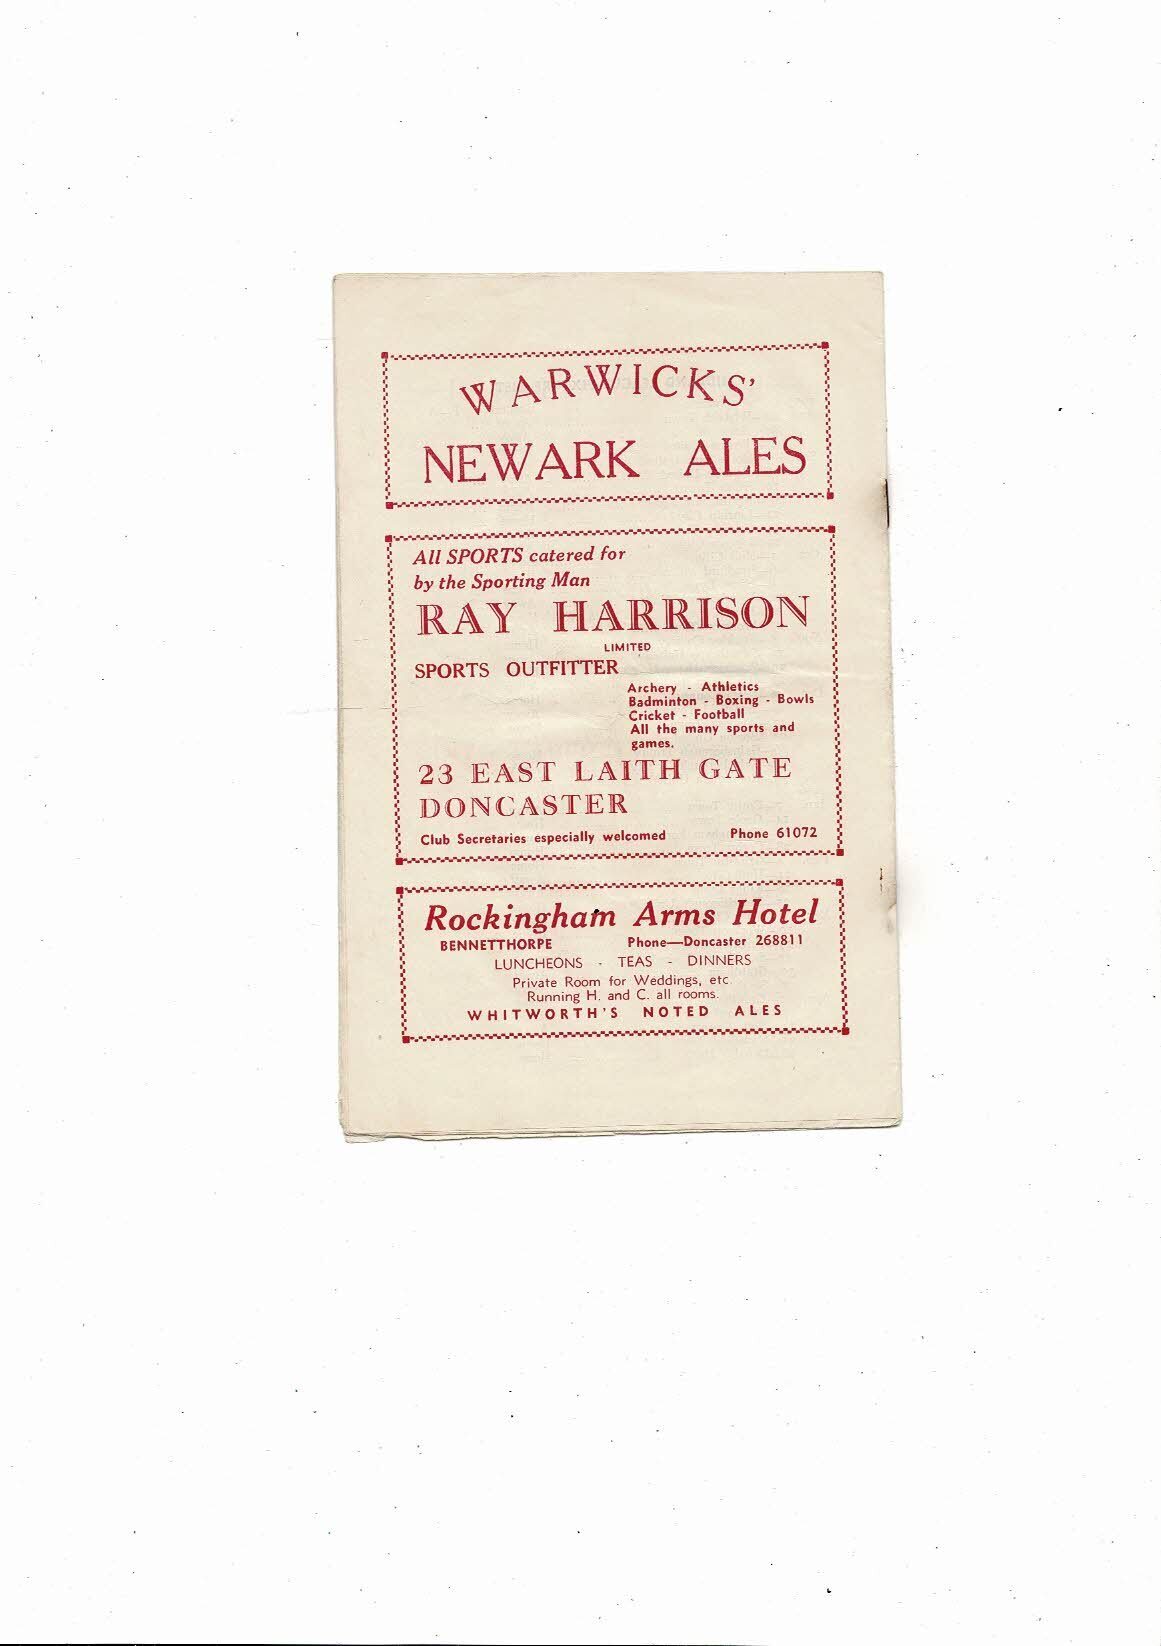 WARWICKS'
NEWARK ALES
All SPORTS catered for
by the Sporting Man
RAY HARRISON
LIMITED
SPORTS OUTFITTER
Archery - Athletics
Badminton - Boxing - Bowls
Cricket - Football
All the many sports and
games.
23 EAST LAITH GATE
DONCASTER
Club Secretaries especially welcomed Phone 61072
Rockingham Arms Hotel
BENNETTHORPE Phone—Doncaster 268811
LUNCHEONS - TEAS - DINNERS
Private Room for Weddings, etc.
Running H. and C. all rooms.
WHITWORTH'S NOTED ALES